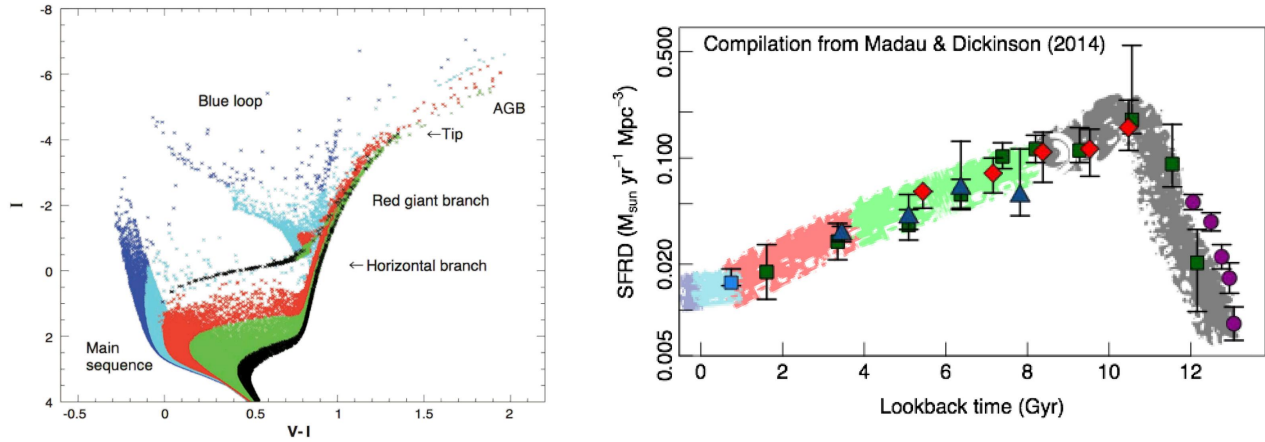 -8
-6
-4
-2
0
2
4
-0.5
0
0.5
1
1.5
2
I
V-I
Blue loop
AGB
←Tip
Red giant branch
←Horizontal branch
Main
sequence
Compilation from Madau & Dickinson (2014)
0.500
0.100
0.020
0.005
SFRD (Msun yr⁻¹ Mpc⁻³)
0
2
4
6
8
10
12
Lookback time (Gyr)